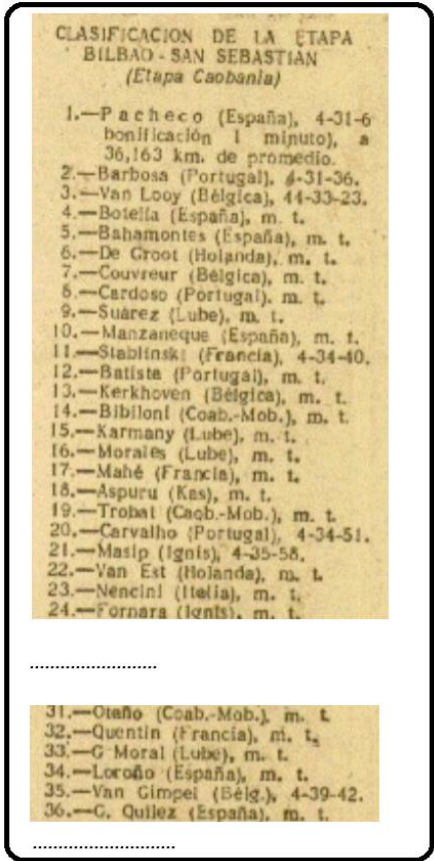 CLASIFICACION DE LA ETAPA
BILBAO - SAN SEBASTIAN
(Etapa Caobania)
1.—Pacheco (España), 4-31-6
bonificación 1 minuto), a
36,163 km. de promedio.
2.—Barbosa (Portugal), 4-31-36.
3.—Van Looy (Bélgica), 44-33-23.
4.—Botella (España), m. t.
5.—Bahamontes (España), m. t.
6.—De Groot (Holanda), m. t.
7.—Couvreur (Bélgica), m. t.
8.—Cardoso (Portugal). m. t.
9.—Suárez (Lube), m. t.
10.—Manzaneque (España), m. t.
11.—Stablinski (Francia), 4-34-40.
12.—Batista (Portugal), m. t.
13.—Kerkhoven (Bélgica), m. t.
14.—Bibiloni (Coab.-Mob.), m. t.
15.—Karmany (Lube), m. t.
16.—Morales (Lube), m. t.
17.—Mahé (Francia), m. t.
18.—Aspuru (Kas), m. t.
19.—Trobat (Caob.-Mob.), m. t.
20.—Carvalho (Portugal), 4-34-51.
21.—Masip (Ignis), 4-35-58.
22.—Van Est (Holanda), m. t.
23.—Nencini (Italia), m. t.
24.—Fornara (Ignis), m. t.
.........................
31.—Otaño (Coab.-Mob.), m. t.
32.—Quentin (Francia), m. t.
33.—G Moral (Lube), m. t.
34.—Loroño (España), m. t.
35.—Van Gimpel (Bélg.), 4-39-42.
36.—G. Quilez (España), m. t.
............................